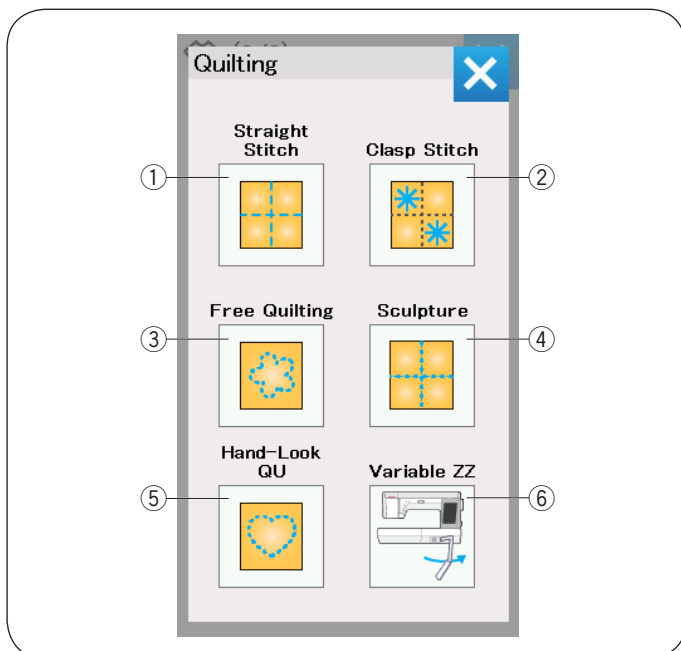 Quilting
Straight
Stitch
Clasp Stitch
① ②
Free Quilting Sculpture
③ ④
Hand-Look
QU
Variable ZZ
⑤ ⑥